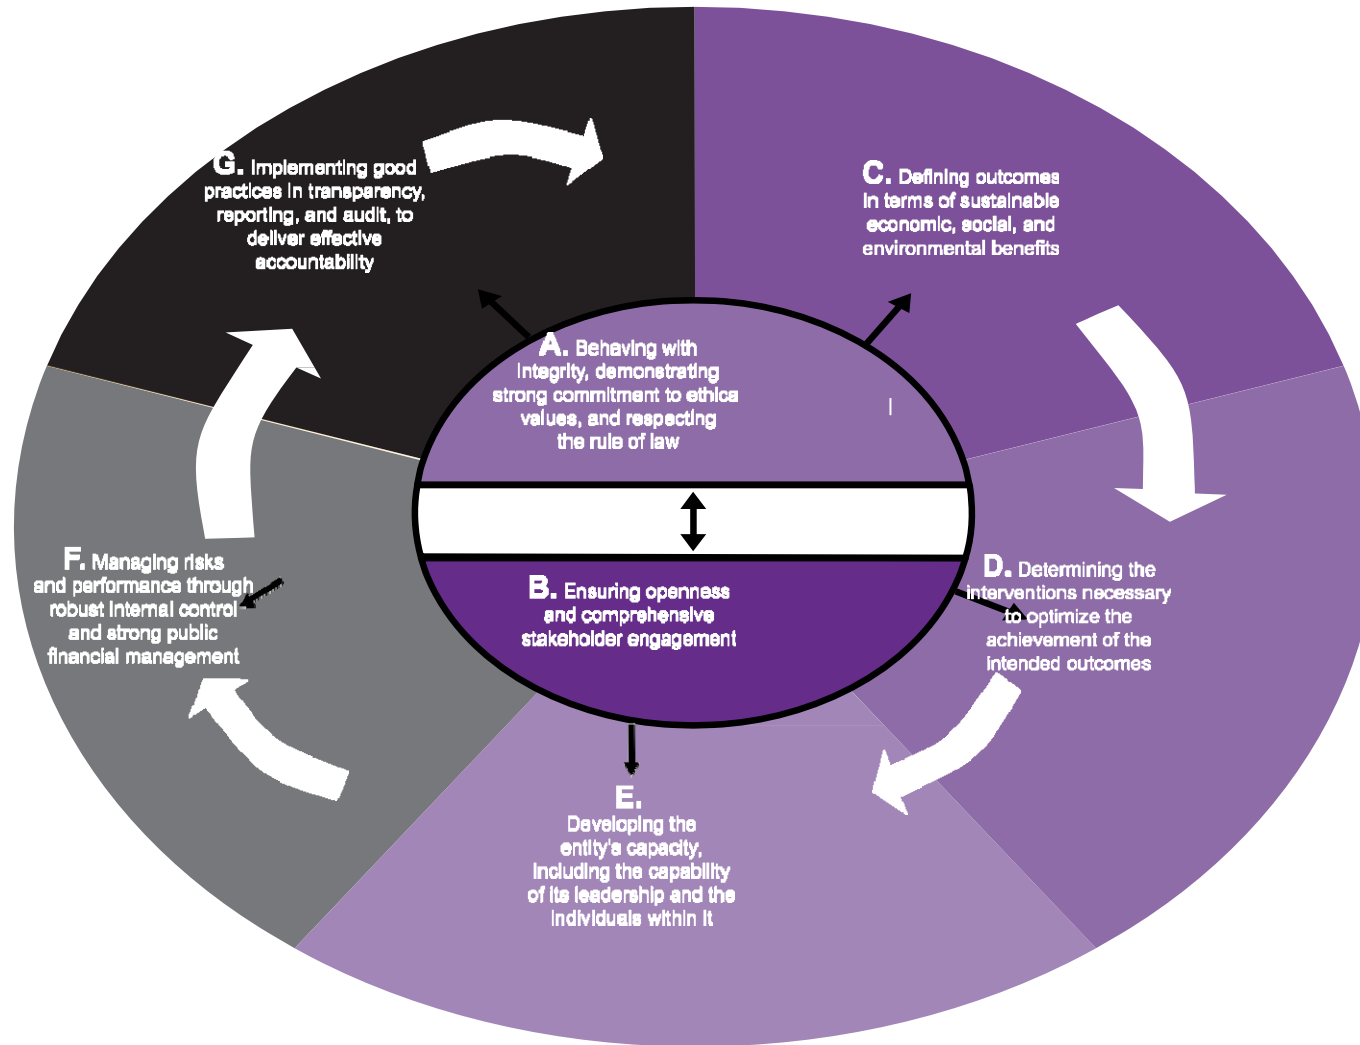 G. Implementing good
practices in transparency,
reporting, and audit, to
deliver effective
accountability
C. Defining outcomes
in terms of sustainable
economic, social, and
environmental benefits
A. Behaving with
integrity, demonstrating
strong commitment to ethica
values, and respecting
the rule of law
l
B. Ensuring openness
and comprehensive
stakeholder engagement
D. Determining the
interventions necessary
to optimize the
achievement of the
intended outcomes
E.
Developing the
entity's capacity,
including the capability
of its leadership and the
individuals within it
F. Managing risks
and performance through
robust internal control
and strong public
financial management